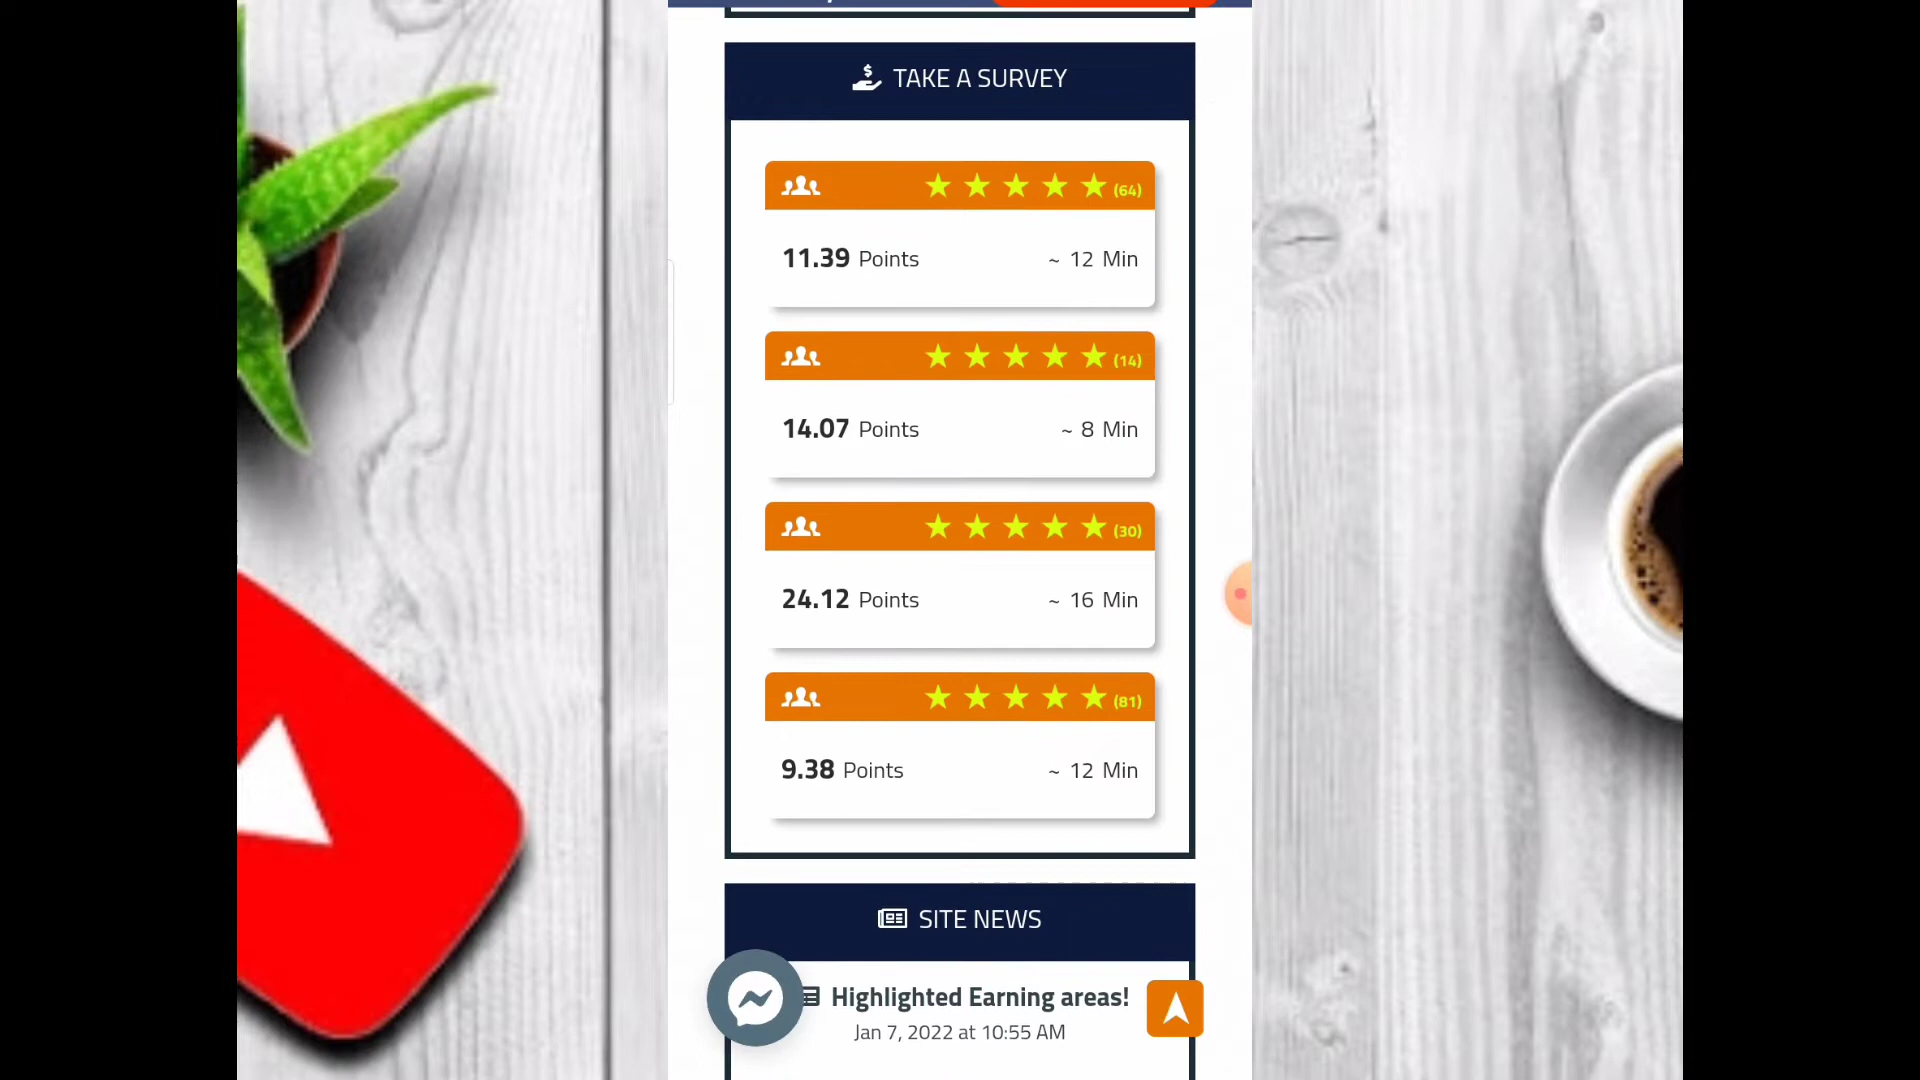 TAKE A SURVEY
(64)
11.39 Points ~ 12 Min
(14)
14.07 Points ~ 8 Min
(30)
24.12 Points ~ 16 Min
(81)
9.38 Points ~ 12 Min
SITE NEWS
Highlighted Earning areas!
Jan 7, 2022 at 10:55 AM